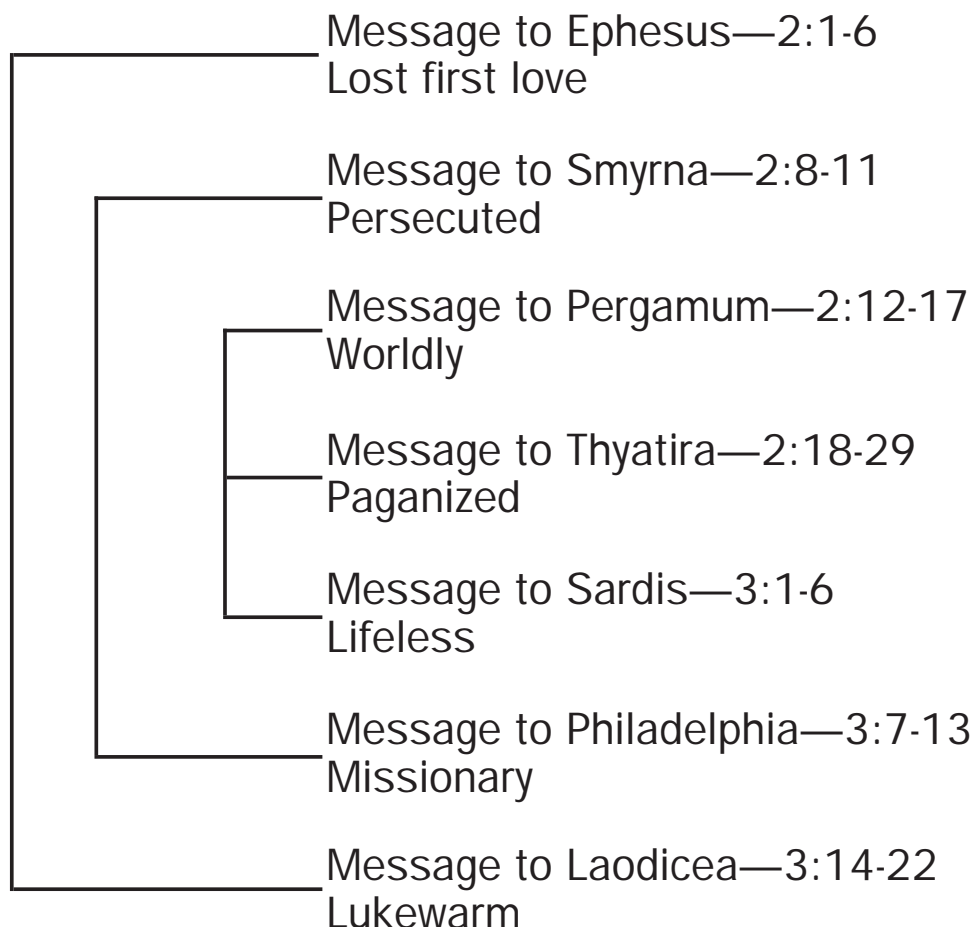 Message to Ephesus—2:1-6
Lost first love
Message to Smyrna—2:8-11
Persecuted
Message to Pergamum—2:12-17
Worldly
Message to Thyatira—2:18-29
Paganized
Message to Sardis—3:1-6
Lifeless
Message to Philadelphia—3:7-13
Missionary
Message to Laodicea—3:14-22
Lukewarm